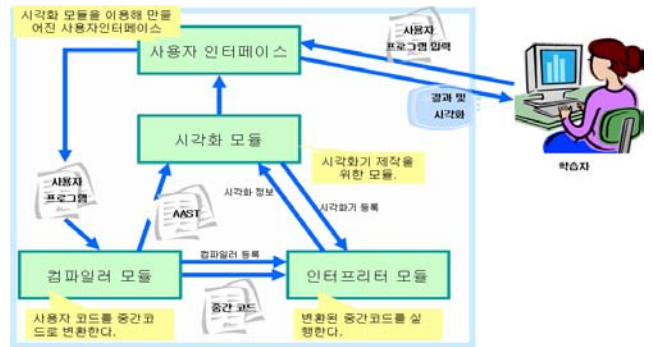 시각화 모듈을 이용해 만들
어진 사용자인터페이스
사용자 인터페이스
사용자
프로그램 입력
결과 및
시각화
학습자
시각화 모듈
시각화기 제작을
위한 모듈.
사용자
프로그램
AAST
시각화 정보
시각화기 등록
컴파일러 모듈
컴파일러 등록
중간 코드
인터프리터 모듈
사용자 코드를 중간코
드로 변환한다.
변환된 중간코드를 실
행한다.